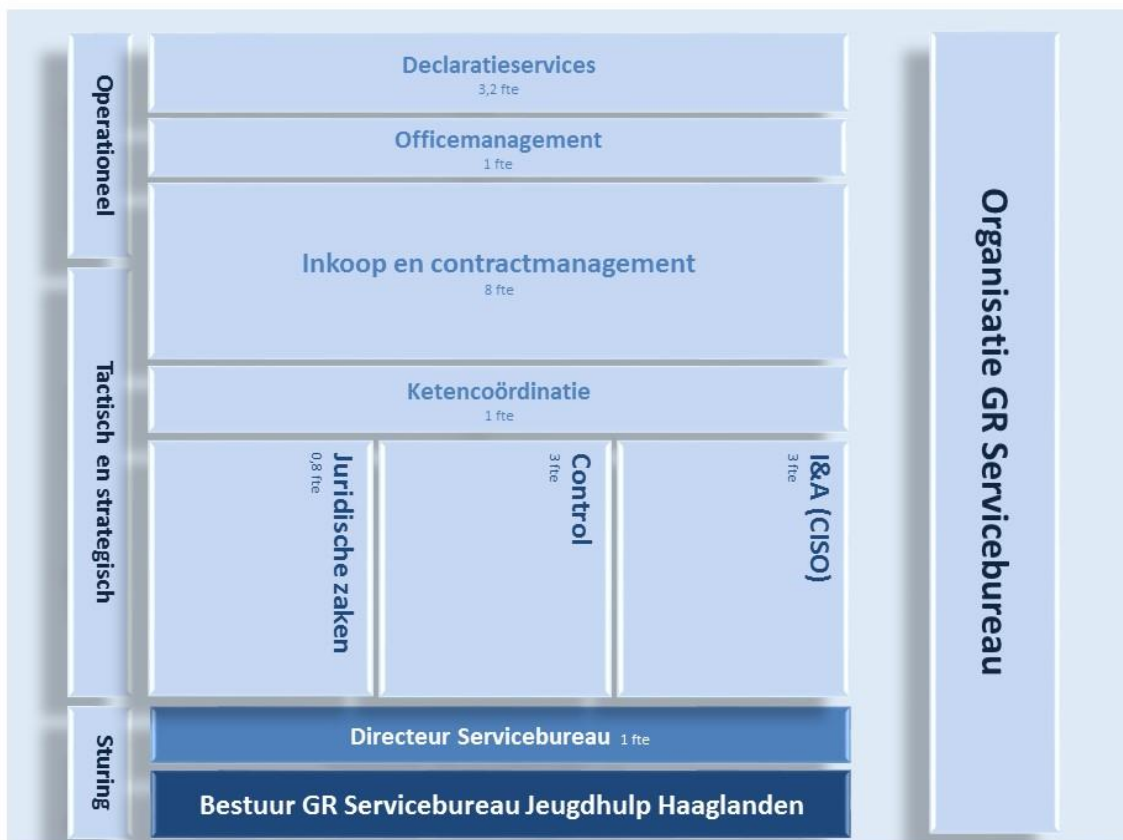 Operationeel
Tactisch en strategisch
Sturing
Declaratieservices
3,2 fte
Officemanagement
1 fte
Inkoop en contractmanagement
8 fte
Ketencoördinatie
1 fte
Juridische zaken
0,8 fte
Control
3 fte
I&A (CISO)
3 fte
Directeur Servicebureau 1 fte
Bestuur GR Servicebureau Jeugdhulp Haaglanden
Organisatie GR Servicebureau